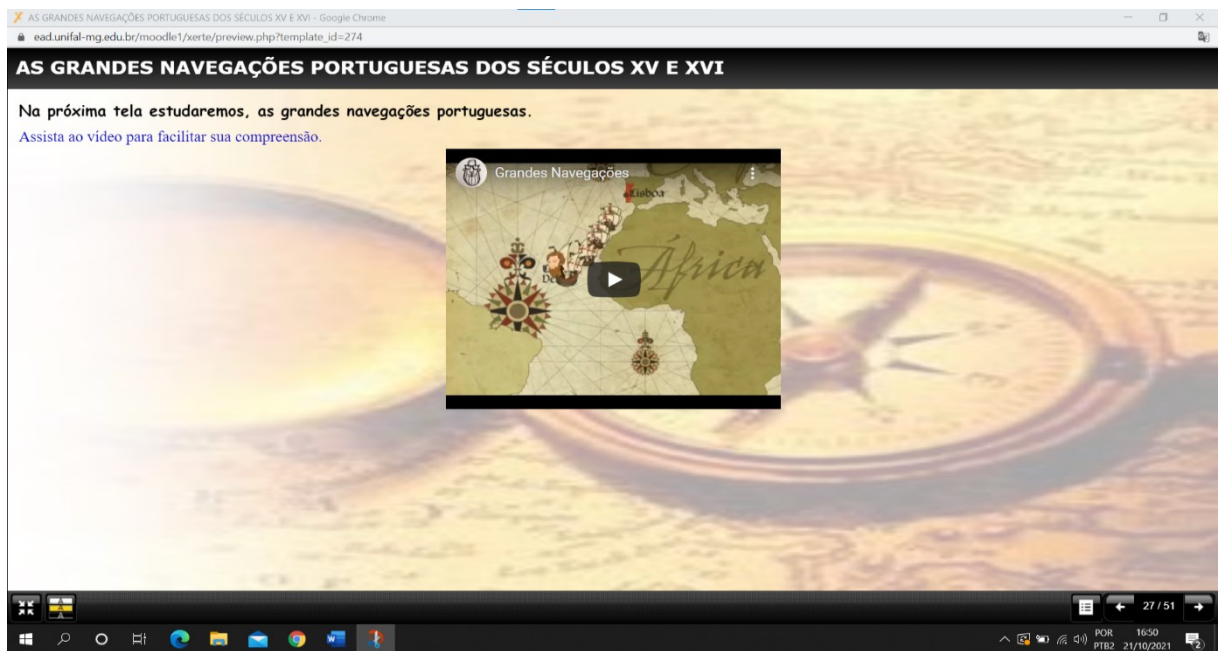 AS GRANDES NAVEGAÇÕES PORTUGUESAS DOS SÉCULOS XV E XVI - Google Chrome
ead.unifal-mg.edu.br/moodle1/xerte/preview.php?template_id=274
AS GRANDES NAVEGAÇÕES PORTUGUESAS DOS SÉCULOS XV E XVI
Na próxima tela estudaremos, as grandes navegações portuguesas.
Assista ao vídeo para facilitar sua compreensão.
Grandes Navegações
Lisboa
África
27 / 51
POR 16:50
PTB2 21/10/2021
2